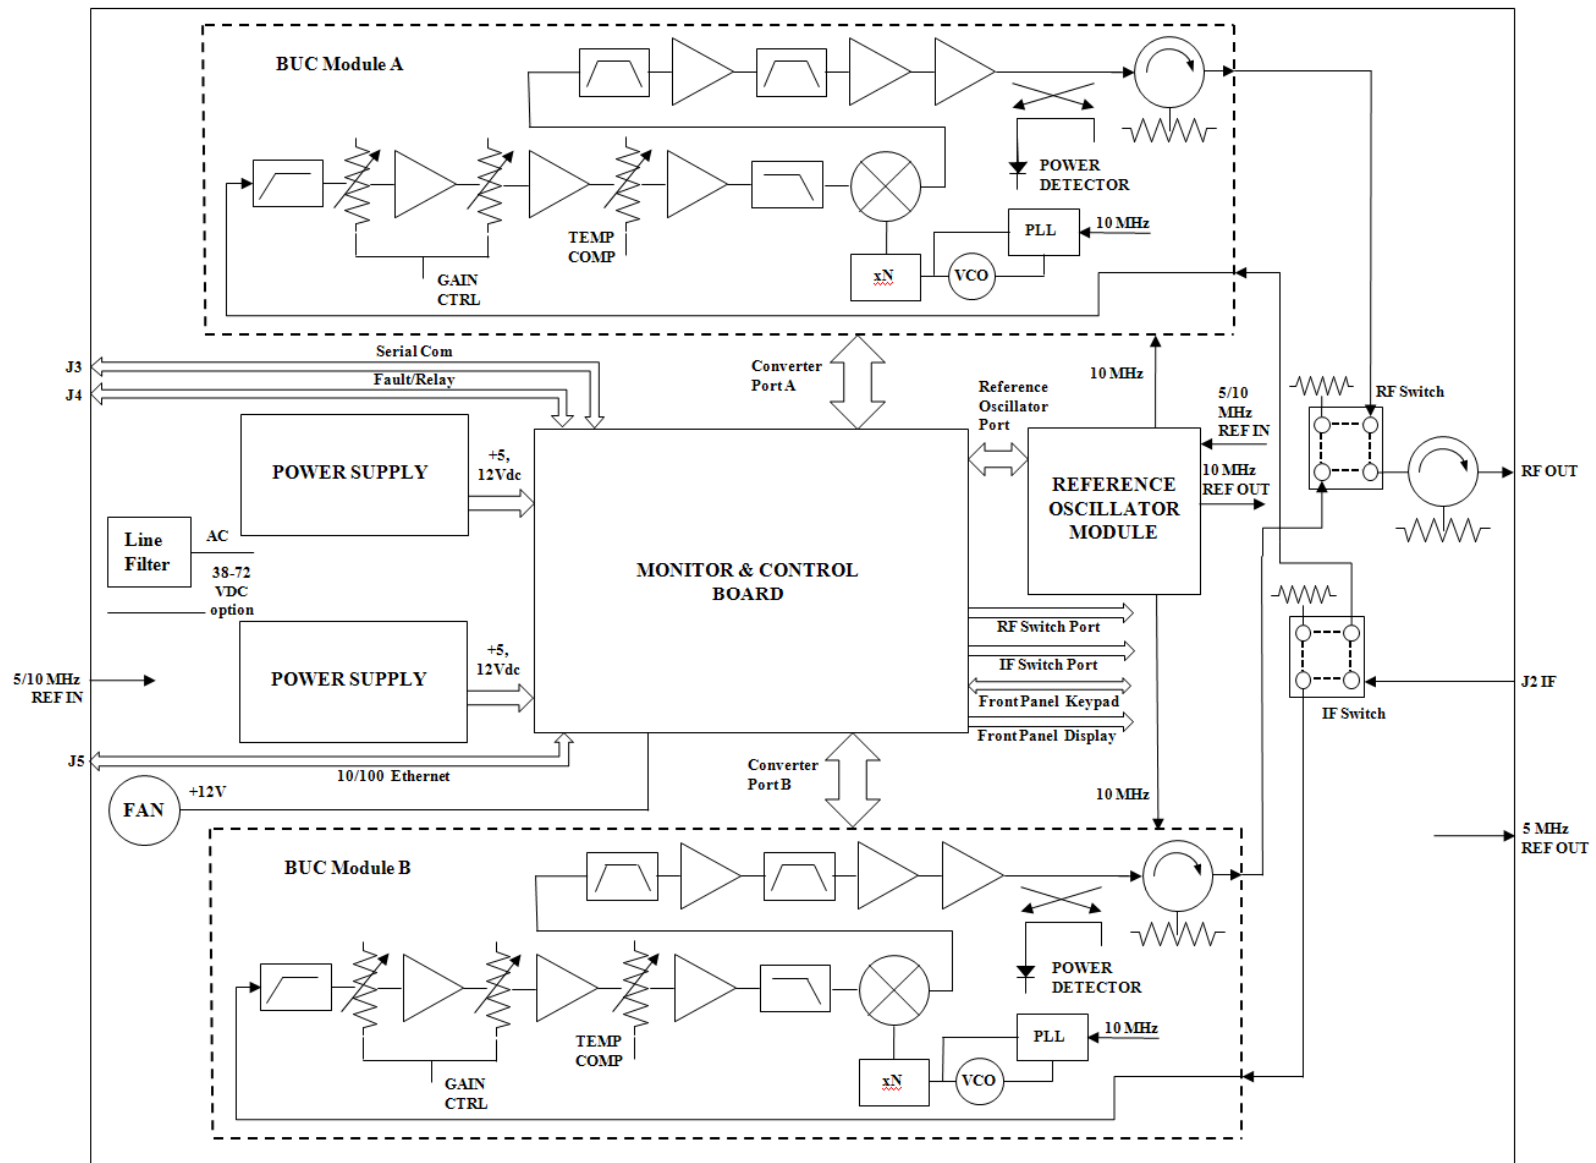 BUC Module A
POWER
DETECTOR
TEMP
COMP
PLL
10 MHz
xN
VCO
GAIN
CTRL
J3
Serial Com
J4
Fault/Relay
Converter
Port A
10 MHz
Reference
Oscillator
Port
5/10
MHz
REF IN
10 MHz
REF OUT
RF Switch
POWER SUPPLY
+5,
12Vdc
REFERENCE
OSCILLATOR
MODULE
RF OUT
Line
Filter
AC
38-72
VDC
option
MONITOR & CONTROL
BOARD
RF Switch Port
IF Switch Port
Front Panel Keypad
Front Panel Display
5/10 MHz
REF IN
POWER SUPPLY
+5,
12Vdc
J2 IF
IF Switch
J5
10/100 Ethernet
FAN
+12V
Converter
Port B
10 MHz
5 MHz
REF OUT
BUC Module B
POWER
DETECTOR
TEMP
COMP
PLL
10 MHz
xN
VCO
GAIN
CTRL